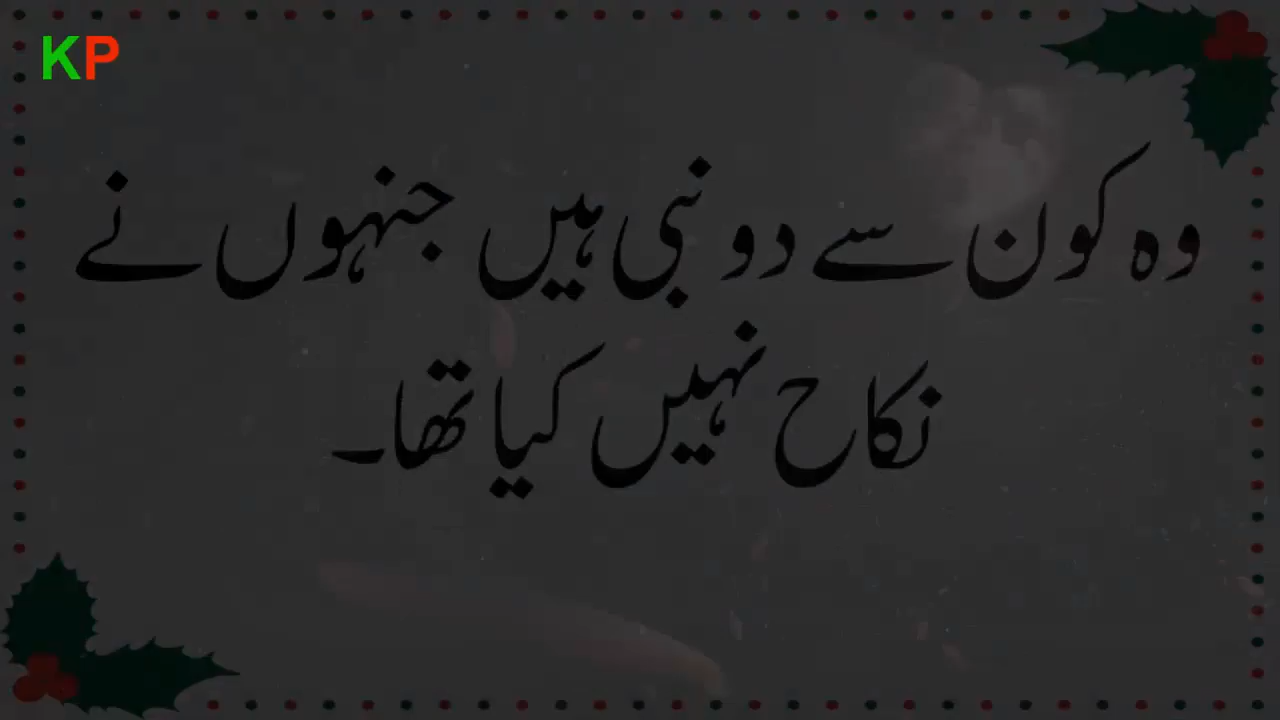 KP
وہ کون سے دو نبی ہیں جنہوں نے
نکاح نہیں کیا تھا۔